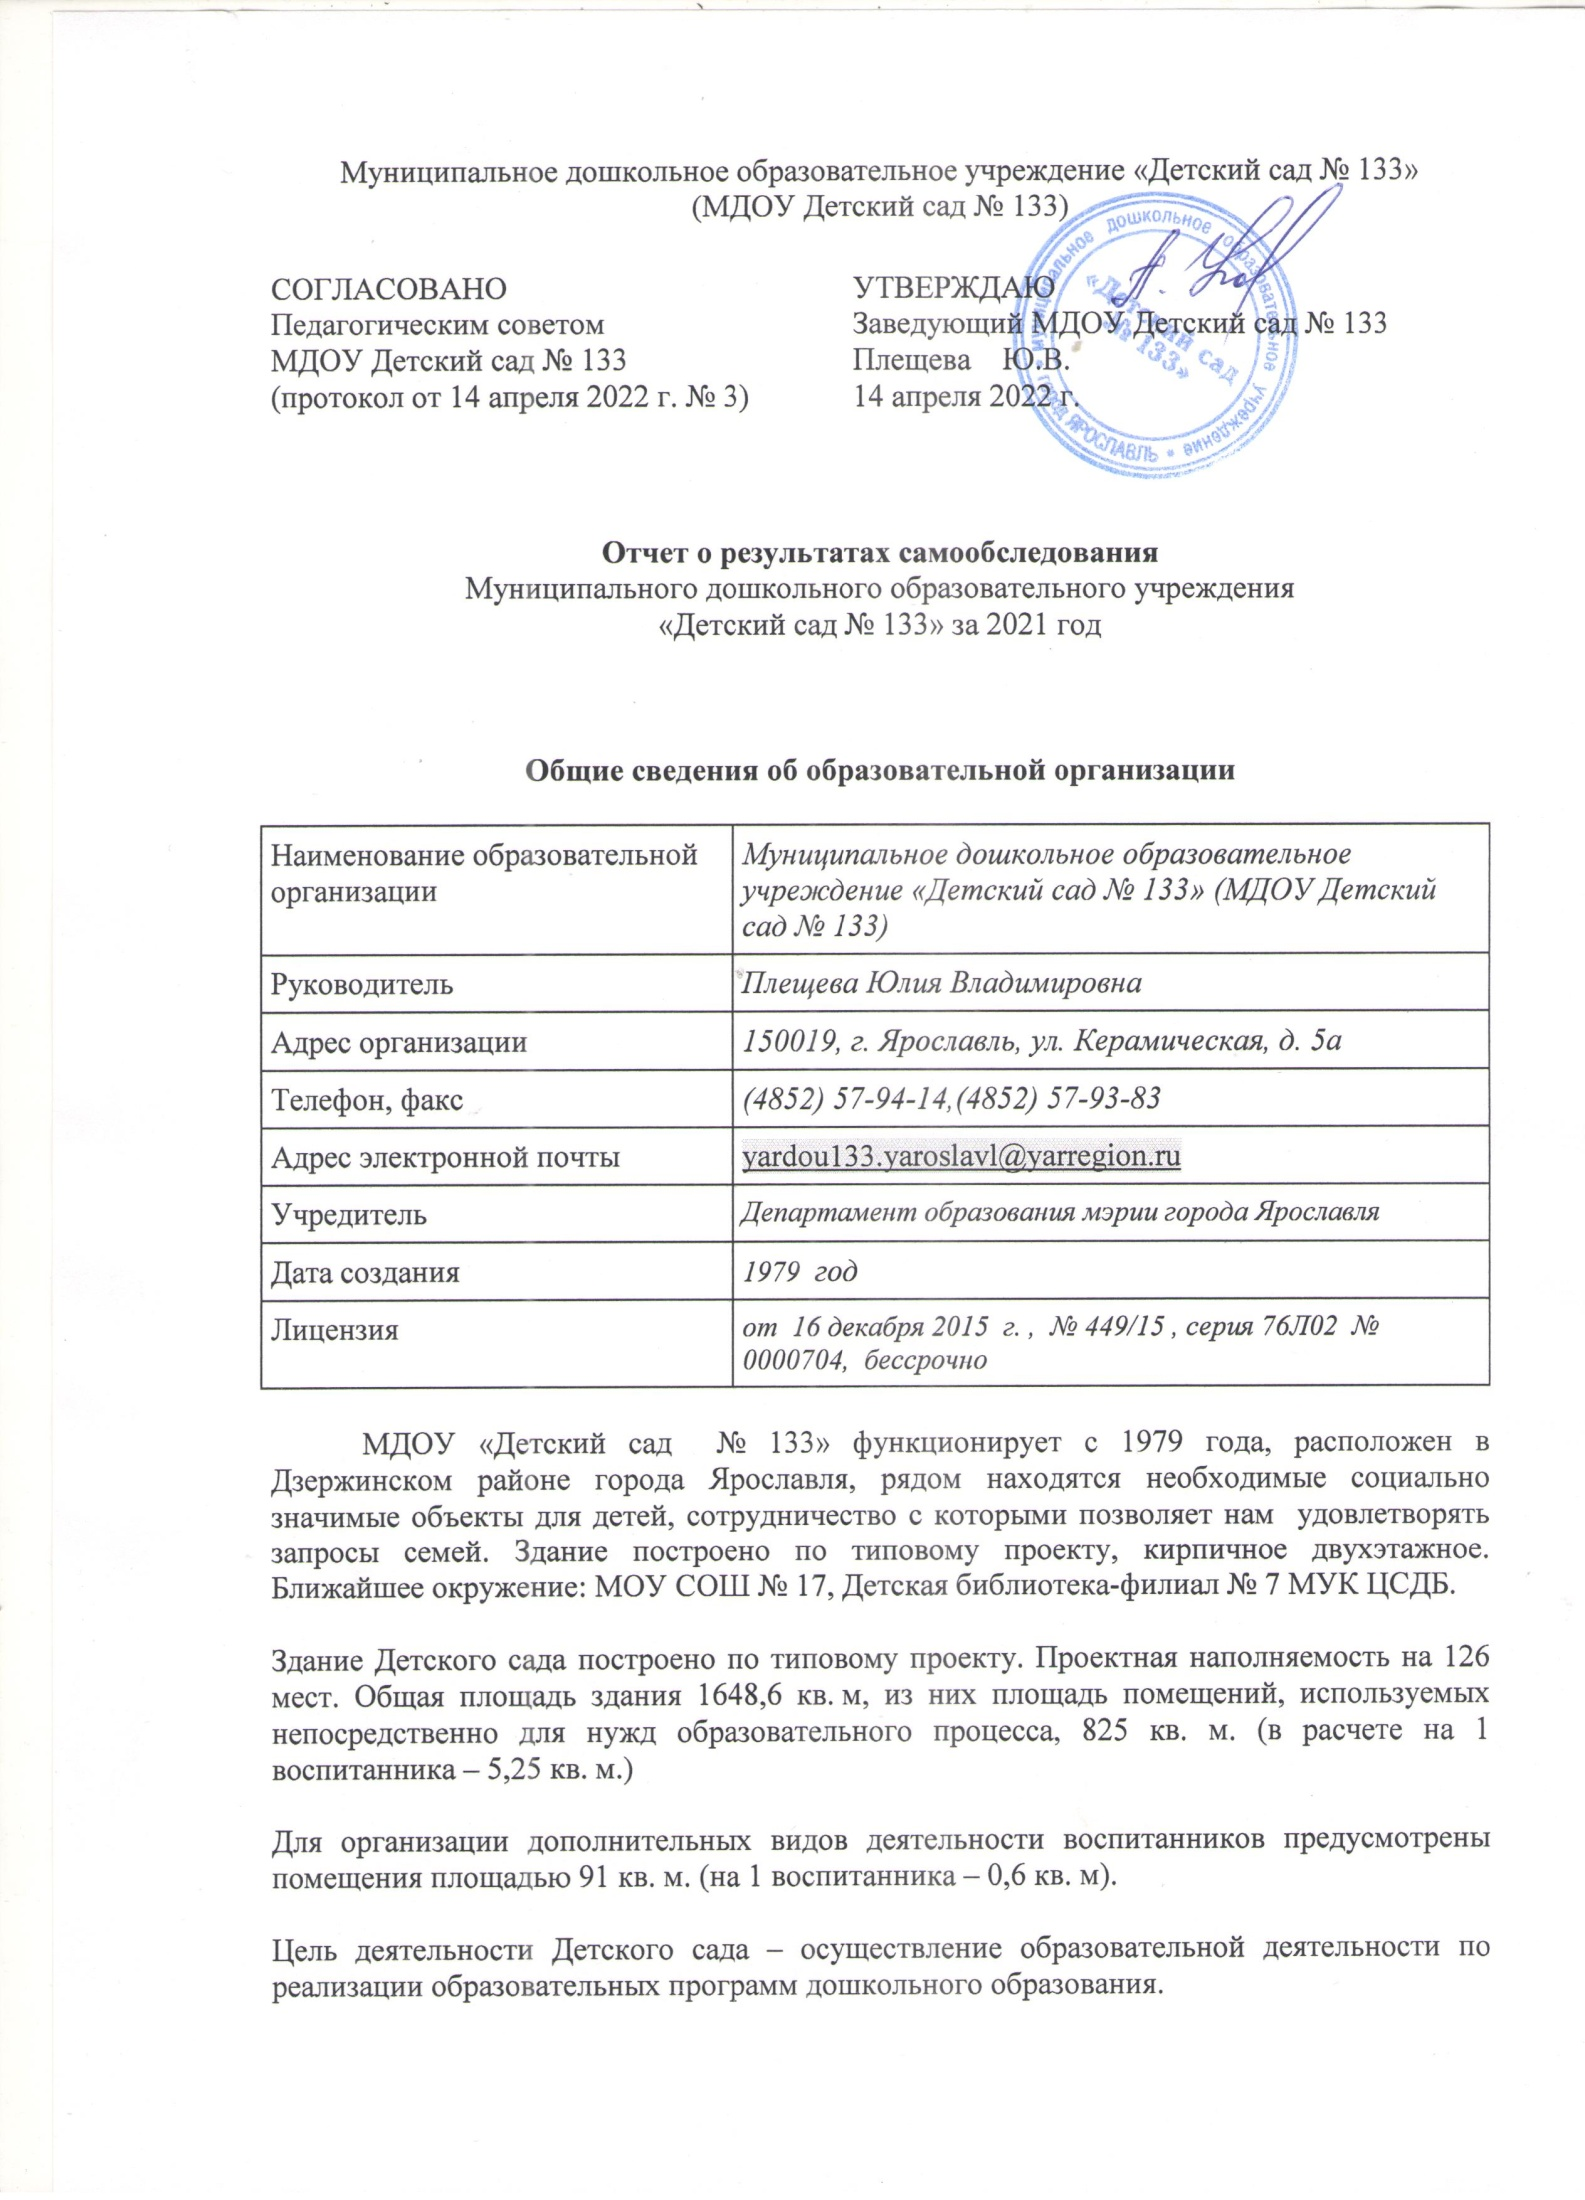 Муниципальное дошкольное образовательное учреждение «Детский сад № 133»
(МДОУ Детский сад № 133)
СОГЛАСОВАНО
Педагогическим советом
МДОУ Детский сад № 133
(протокол от 14 апреля 2022 г. № 3)
УТВЕРЖДАЮ
Заведующий МДОУ Детский сад № 133
Плещева Ю.В.
14 апреля 2022 г.
муниципальное дошкольное образовательное учреждение • город ЯРОСЛАВЛЬ •
«Детский сад
№ 133»
Отчет о результатах самообследования
Муниципального дошкольного образовательного учреждения
«Детский сад № 133» за 2021 год
Общие сведения об образовательной организации
Наименование образовательной
организации
Муниципальное дошкольное образовательное
учреждение «Детский сад № 133» (МДОУ Детский
сад № 133)
Руководитель
Плещева Юлия Владимировна
Адрес организации
150019, г. Ярославль, ул. Керамическая, д. 5а
Телефон, факс
(4852) 57-94-14,(4852) 57-93-83
Адрес электронной почты
yardou133.yaroslavl@yarregion.ru
Учредитель
Департамент образования мэрии города Ярославля
Дата создания
1979 год
Лицензия
от 16 декабря 2015 г. , № 449/15 , серия 76Л02 №
0000704, бессрочно
МДОУ «Детский сад № 133» функционирует с 1979 года, расположен в
Дзержинском районе города Ярославля, рядом находятся необходимые социально
значимые объекты для детей, сотрудничество с которыми позволяет нам удовлетворять
запросы семей. Здание построено по типовому проекту, кирпичное двухэтажное.
Ближайшее окружение: МОУ СОШ № 17, Детская библиотека-филиал № 7 МУК ЦСДБ.
Здание Детского сада построено по типовому проекту. Проектная наполняемость на 126
мест. Общая площадь здания 1648,6 кв. м, из них площадь помещений, используемых
непосредственно для нужд образовательного процесса, 825 кв. м. (в расчете на 1
воспитанника – 5,25 кв. м.)
Для организации дополнительных видов деятельности воспитанников предусмотрены
помещения площадью 91 кв. м. (на 1 воспитанника – 0,6 кв. м).
Цель деятельности Детского сада – осуществление образовательной деятельности по
реализации образовательных программ дошкольного образования.